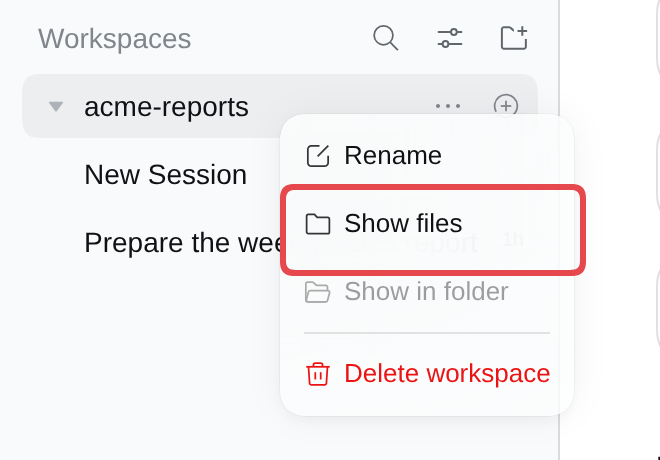 Workspaces
acme-reports
Rename
New Session
Show files
Prepare the wee
report 1h
Show in folder
Delete workspace